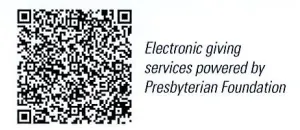 Electronic giving
services powered by
Presbyterian Foundation